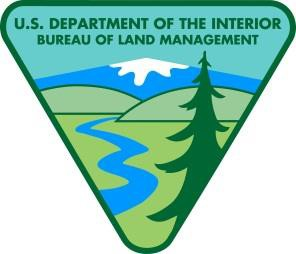 U.S. DEPARTMENT OF THE INTERIOR
BUREAU OF LAND MANAGEMENT